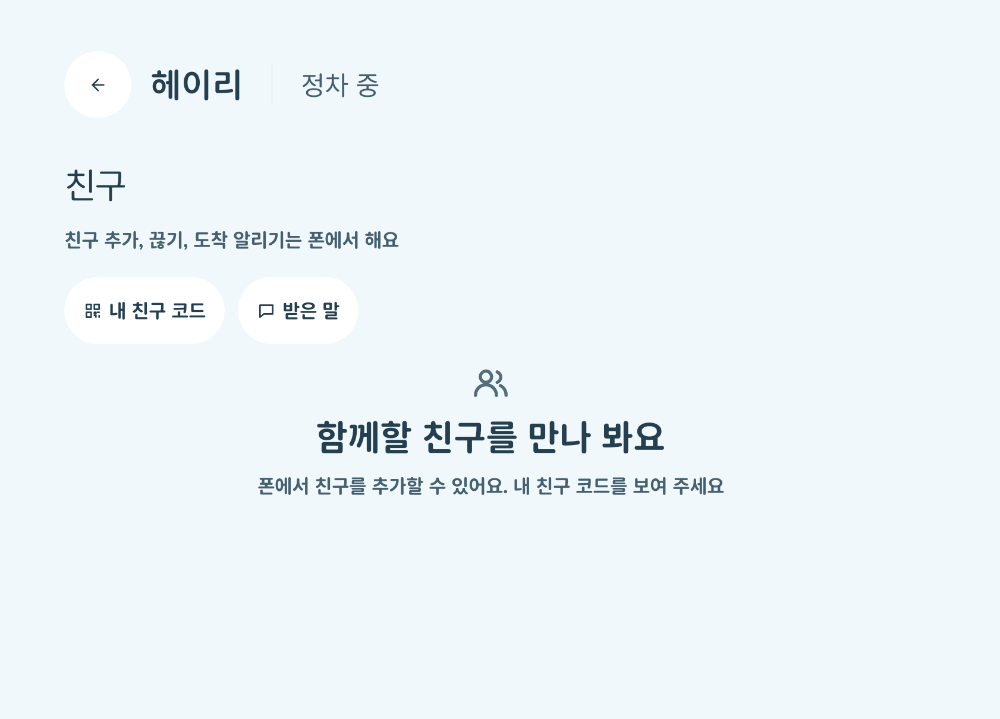 헤이리 정차 중
친구
친구 추가, 끊기, 도착 알리기는 폰에서 해요
내 친구 코드 받은 말
함께할 친구를 만나 봐요
폰에서 친구를 추가할 수 있어요. 내 친구 코드를 보여 주세요